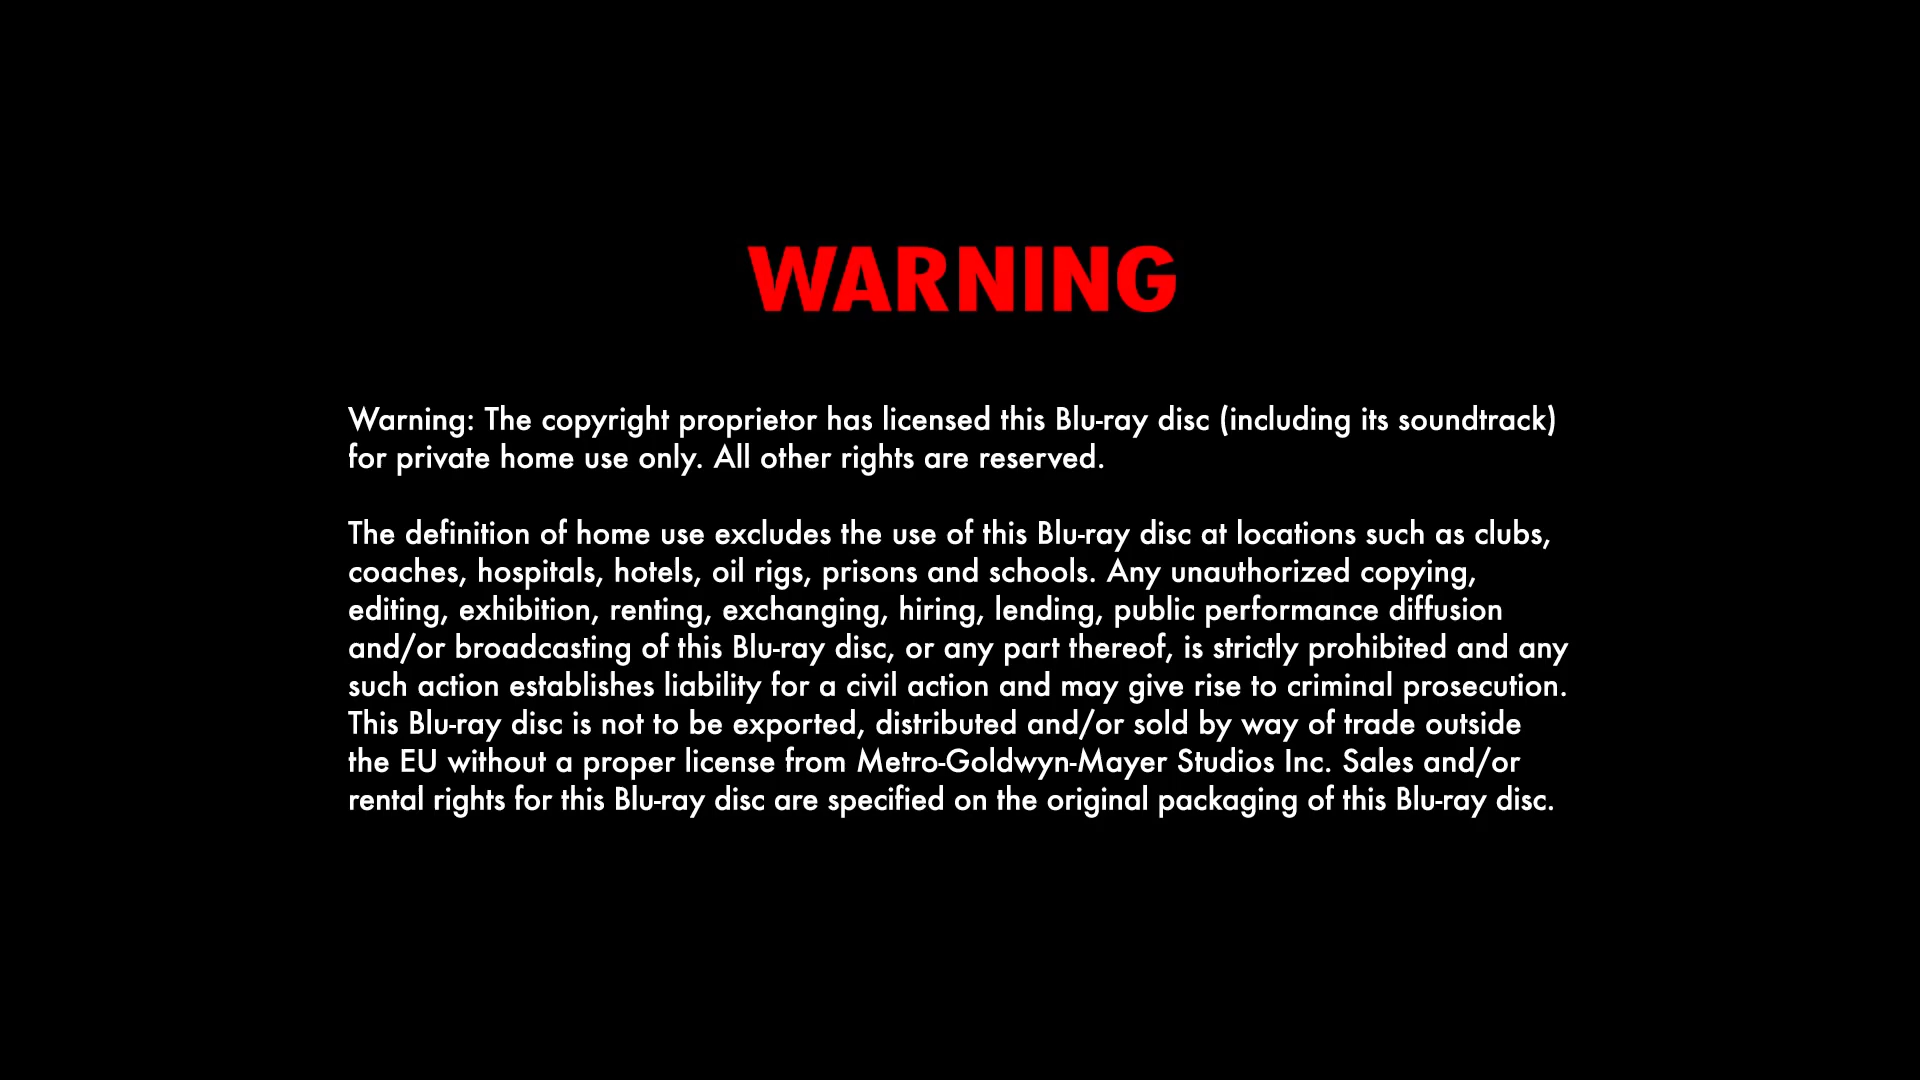 WARNING
Warning: The copyright proprietor has licensed this Blu-ray disc (including its soundtrack)
for private home use only. All other rights are reserved.
The definition of home use excludes the use of this Blu-ray disc at locations such as clubs,
coaches, hospitals, hotels, oil rigs, prisons and schools. Any unauthorized copying,
editing, exhibition, renting, exchanging, hiring, lending, public performance diffusion
and/or broadcasting of this Blu-ray disc, or any part thereof, is strictly prohibited and any
such action establishes liability for a civil action and may give rise to criminal prosecution.
This Blu-ray disc is not to be exported, distributed and/or sold by way of trade outside
the EU without a proper license from Metro-Goldwyn-Mayer Studios Inc. Sales and/or
rental rights for this Blu-ray disc are specified on the original packaging of this Blu-ray disc.